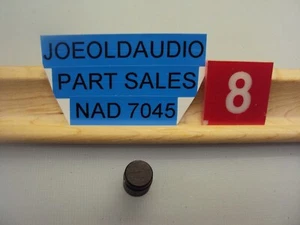 JOEOLDAUDIO
PART SALES
NAD 7045
8